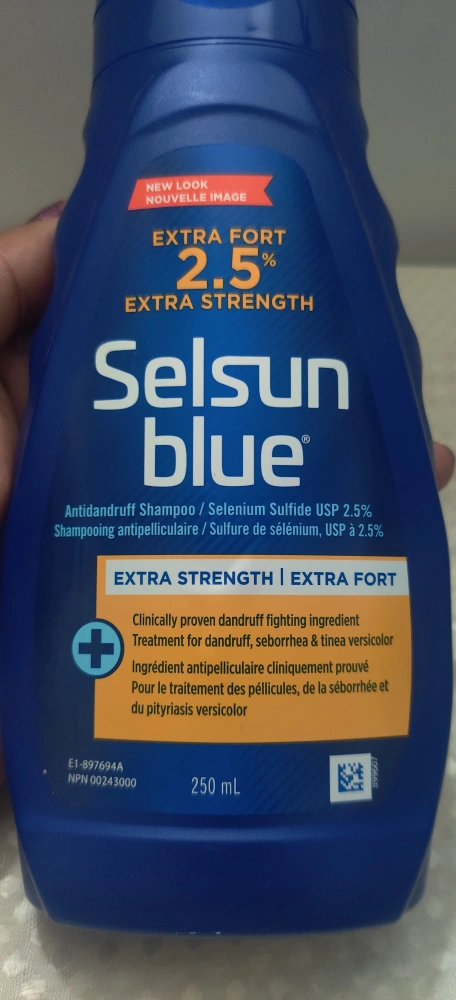 NEW LOOK
NOUVELLE IMAGE
EXTRA FORT
2.5%
EXTRA STRENGTH
Selsun
blue®
Antidandruff Shampoo / Selenium Sulfide USP 2.5%
Shampooing antipelliculaire / Sulfure de sélénium, USP à 2.5%
EXTRA STRENGTH | EXTRA FORT
Clinically proven dandruff fighting ingredient
Treatment for dandruff, seborrhea & tinea versicolor
Ingrédient antipelliculaire cliniquement prouvé
Pour le traitement des péllicules, de la séborrhée et
du pityriasis versicolor
E1-897694A
NPN 00243000
250 mL